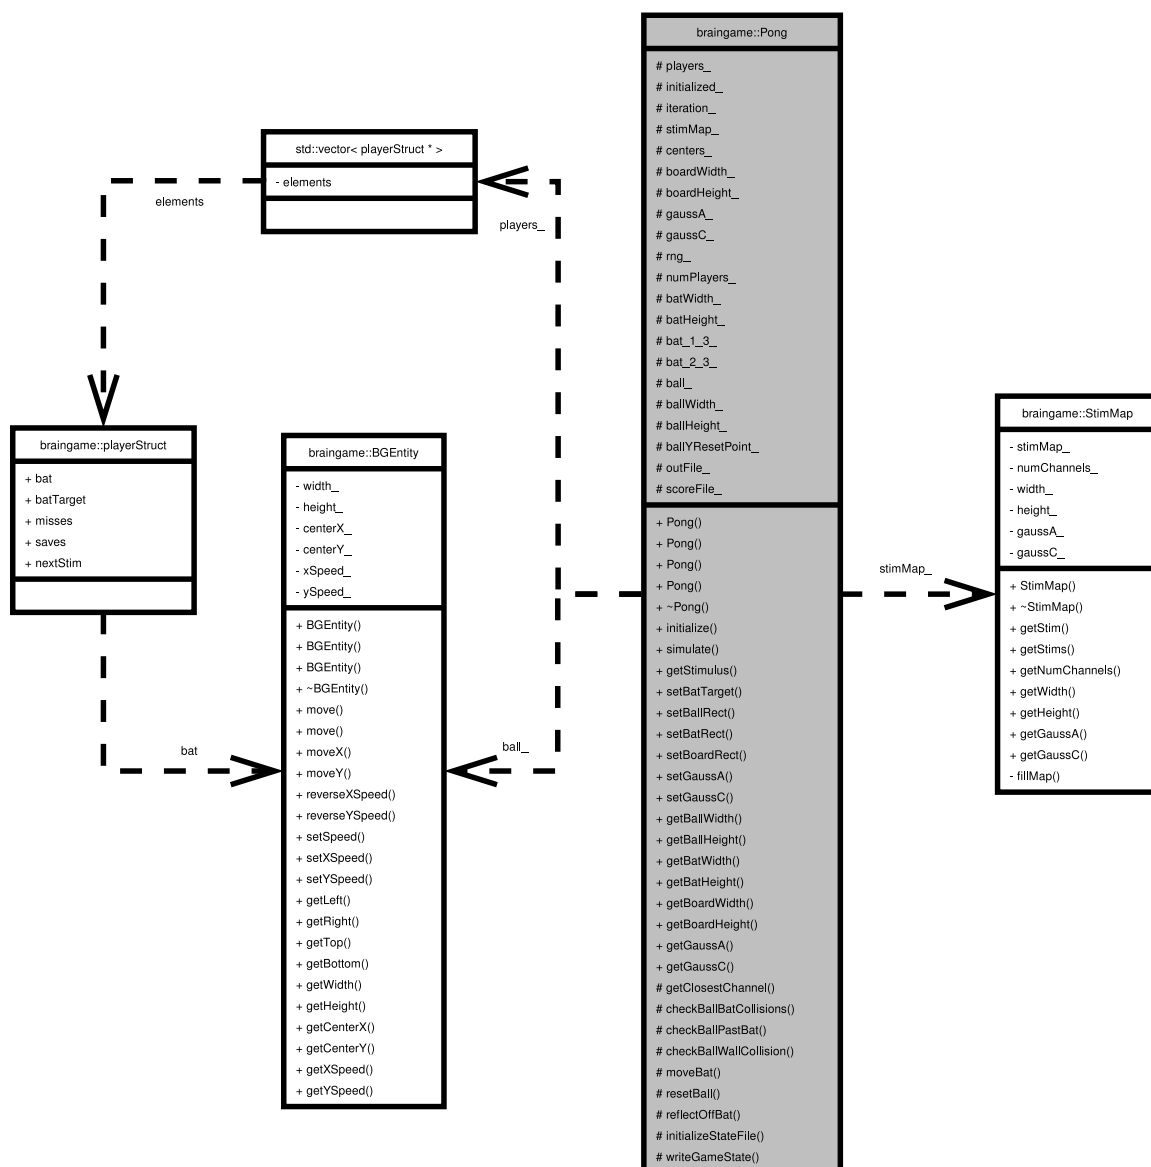 braingame::Pong
# players_
# initialized_
# iteration_
# stimMap_
# centers_
# boardWidth_
# boardHeight_
# gaussA_
# gaussC_
# rng_
# numPlayers_
# batWidth_
# batHeight_
# bat_1_3_
# bat_2_3_
# ball_
# ballWidth_
# ballHeight_
# ballYResetPoint_
# outFile_
# scoreFile_
+ Pong()
+ Pong()
+ Pong()
+ Pong()
+ ~Pong()
+ initialize()
+ simulate()
+ getStimulus()
+ setBatTarget()
+ setBallRect()
+ setBatRect()
+ setBoardRect()
+ setGaussA()
+ setGaussC()
+ getBallWidth()
+ getBallHeight()
+ getBatWidth()
+ getBatHeight()
+ getBoardWidth()
+ getBoardHeight()
+ getGaussA()
+ getGaussC()
# getClosestChannel()
# checkBallBatCollisions()
# checkBallPastBat()
# checkBallWallCollision()
# moveBat()
# resetBall()
# reflectOffBat()
# initializeStateFile()
# writeGameState()
std::vector< playerStruct * >
- elements
elements
players_
braingame::playerStruct
+ bat
+ batTarget
+ misses
+ saves
+ nextStim
bat
braingame::BGEntity
- width_
- height_
- centerX_
- centerY_
- xSpeed_
- ySpeed_
+ BGEntity()
+ BGEntity()
+ BGEntity()
+ ~BGEntity()
+ move()
+ move()
+ moveX()
+ moveY()
+ reverseXSpeed()
+ reverseYSpeed()
+ setSpeed()
+ setXSpeed()
+ setYSpeed()
+ getLeft()
+ getRight()
+ getTop()
+ getBottom()
+ getWidth()
+ getHeight()
+ getCenterX()
+ getCenterY()
+ getXSpeed()
+ getYSpeed()
ball_
stimMap_
braingame::StimMap
- stimMap_
- numChannels_
- width_
- height_
- gaussA_
- gaussC_
+ StimMap()
+ ~StimMap()
+ getStim()
+ getStims()
+ getNumChannels()
+ getWidth()
+ getHeight()
+ getGaussA()
+ getGaussC()
- fillMap()